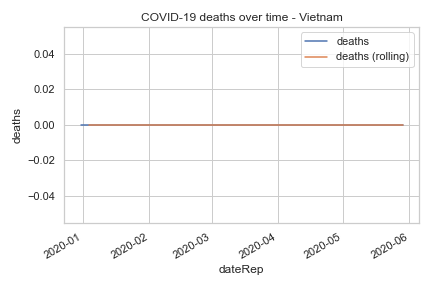 COVID-19 deaths over time - Vietnam
deaths
deaths (rolling)
0.04
0.02
0.00
−0.02
−0.04
deaths
2020-01
2020-02
2020-03
2020-04
2020-05
2020-06
dateRep